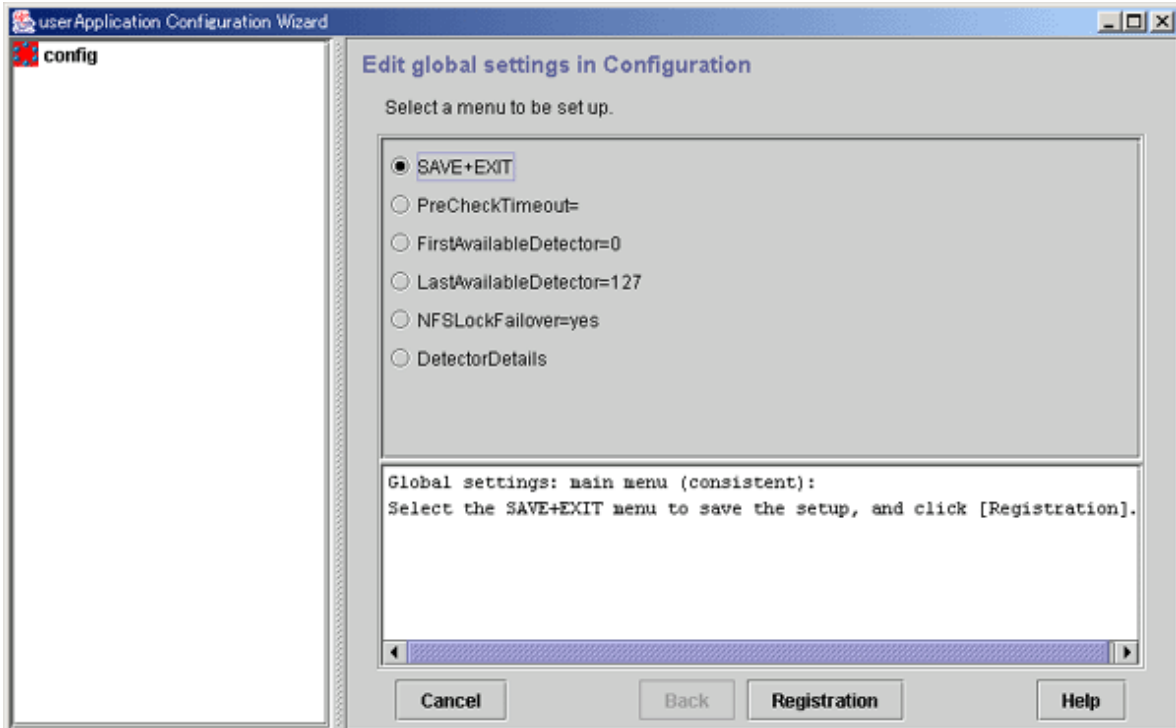 userApplication Configuration Wizard
config
Edit global settings in Configuration
Select a menu to be set up.
SAVE+EXIT
PreCheckTimeout=
FirstAvailableDetector=0
LastAvailableDetector=127
NFSLockFailover=yes
DetectorDetails
Global settings: main menu (consistent):
Select the SAVE+EXIT menu to save the setup, and click [Registration].
Cancel Back Registration Help